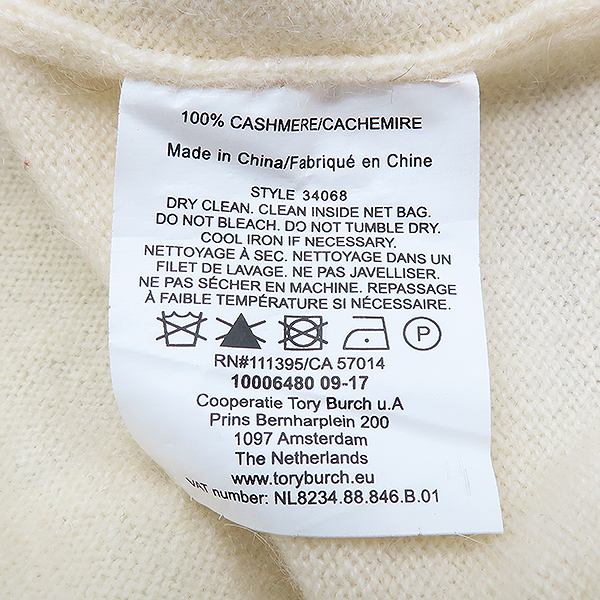 100% CASHMERE/CACHEMIRE
Made in China/Fabriqué en Chine
STYLE 34068
DRY CLEAN. CLEAN INSIDE NET BAG.
DO NOT BLEACH. DO NOT TUMBLE DRY.
COOL IRON IF NECESSARY.
NETTOYAGE À SEC. NETTOYAGE DANS UN
FILET DE LAVAGE. NE PAS JAVELLISER.
NE PAS SÉCHER EN MACHINE. REPASSAGE
À FAIBLE TEMPÉRATURE SI NÉCESSAIRE.
P
RN#111395/CA 57014
10006480 09-17
Cooperatie Tory Burch u.A
Prins Bernharplein 200
1097 Amsterdam
The Netherlands
www.toryburch.eu
VAT number: NL8234.88.846.B.01